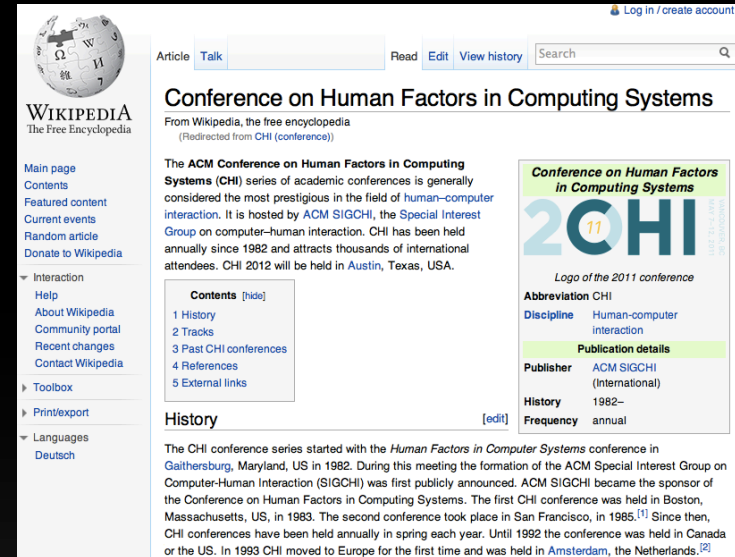 Log in / create account
Ω
W
И
維
7
WIKIPEDIA
The Free Encyclopedia
Main page
Contents
Featured content
Current events
Random article
Donate to Wikipedia
Interaction
Help
About Wikipedia
Community portal
Recent changes
Contact Wikipedia
Toolbox
Print/export
Languages
Deutsch
Article Talk
Read Edit View history
Search
Conference on Human Factors in Computing Systems
From Wikipedia, the free encyclopedia
(Redirected from CHI (conference))
The ACM Conference on Human Factors in Computing
Systems (CHI) series of academic conferences is generally
considered the most prestigious in the field of human–computer
interaction. It is hosted by ACM SIGCHI, the Special Interest
Group on computer–human interaction. CHI has been held
annually since 1982 and attracts thousands of international
attendees. CHI 2012 will be held in Austin, Texas, USA.
Contents [hide]
1 History
2 Tracks
3 Past CHI conferences
4 References
5 External links
Conference on Human Factors
in Computing Systems
2011 CHI
VANCOUVER, BC
MAY 7–12, 2011
Logo of the 2011 conference
Abbreviation CHI
Discipline Human-computer
interaction
Publication details
Publisher ACM SIGCHI
(International)
History 1982–
Frequency annual
History [edit]
The CHI conference series started with the Human Factors in Computer Systems conference in
Gaithersburg, Maryland, US in 1982. During this meeting the formation of the ACM Special Interest Group on
Computer-Human Interaction (SIGCHI) was first publicly announced. ACM SIGCHI became the sponsor of
the Conference on Human Factors in Computing Systems. The first CHI conference was held in Boston,
Massachusetts, US, in 1983. The second conference took place in San Francisco, in 1985.[1] Since then,
CHI conferences have been held annually in spring each year. Until 1992 the conference was held in Canada
or the US. In 1993 CHI moved to Europe for the first time and was held in Amsterdam, the Netherlands.[2]